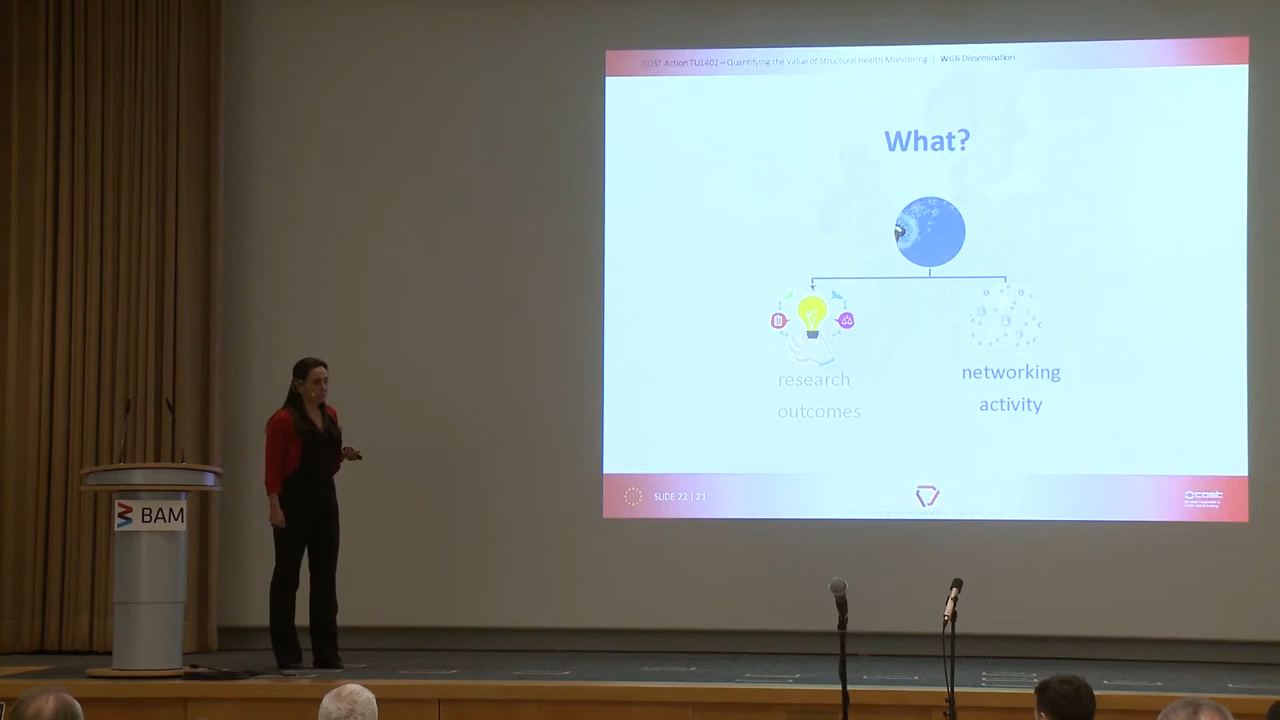 COST Action TU1402 – Quantifying the Value of Structural Health Monitoring | WG6 Dissemination
What?
research
outcomes
networking
activity
SLIDE 22 | 21
cost
BAM